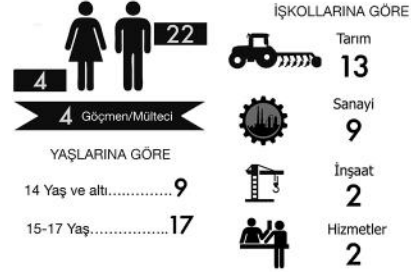 22
4
4 Göçmen/Mülteci
YAŞLARINA GÖRE
14 Yaş ve altı..............9
15-17 Yaş.................17
İŞKOLLARINA GÖRE
Tarım
13
Sanayi
9
İnşaat
2
Hizmetler
2